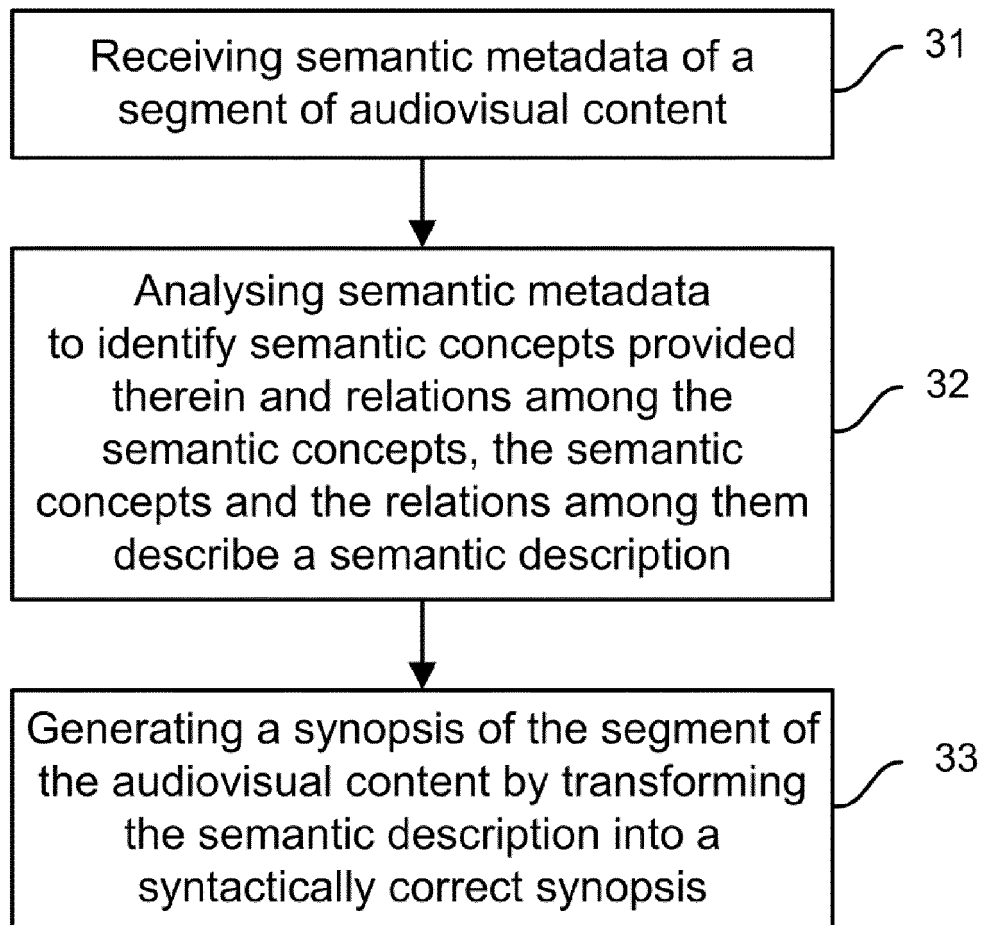 Receiving semantic metadata of a
segment of audiovisual content
31
Analysing semantic metadata
to identify semantic concepts provided
therein and relations among the
semantic concepts, the semantic
concepts and the relations among them
describe a semantic description
32
Generating a synopsis of the segment of
the audiovisual content by transforming
the semantic description into a
syntactically correct synopsis
33